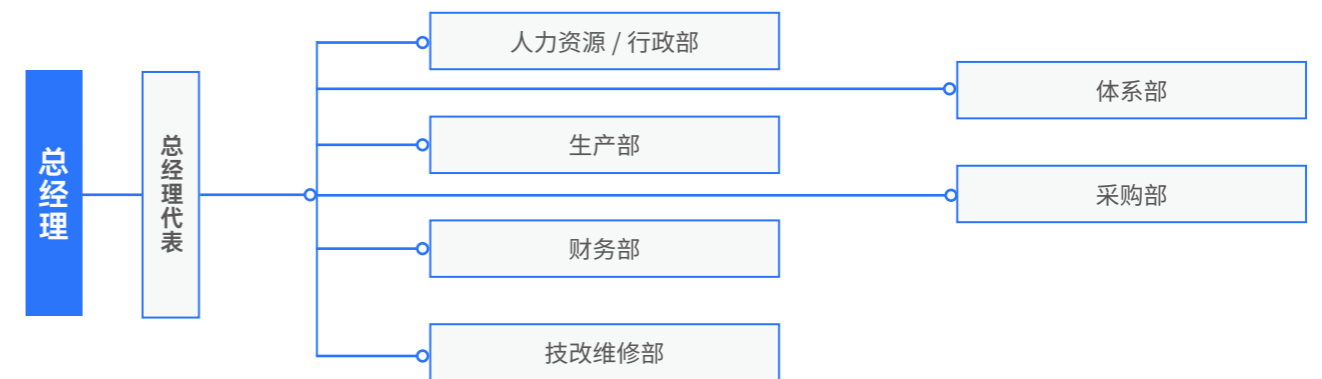 总经理
总经理代表
人力资源 / 行政部
体系部
生产部
采购部
财务部
技改维修部